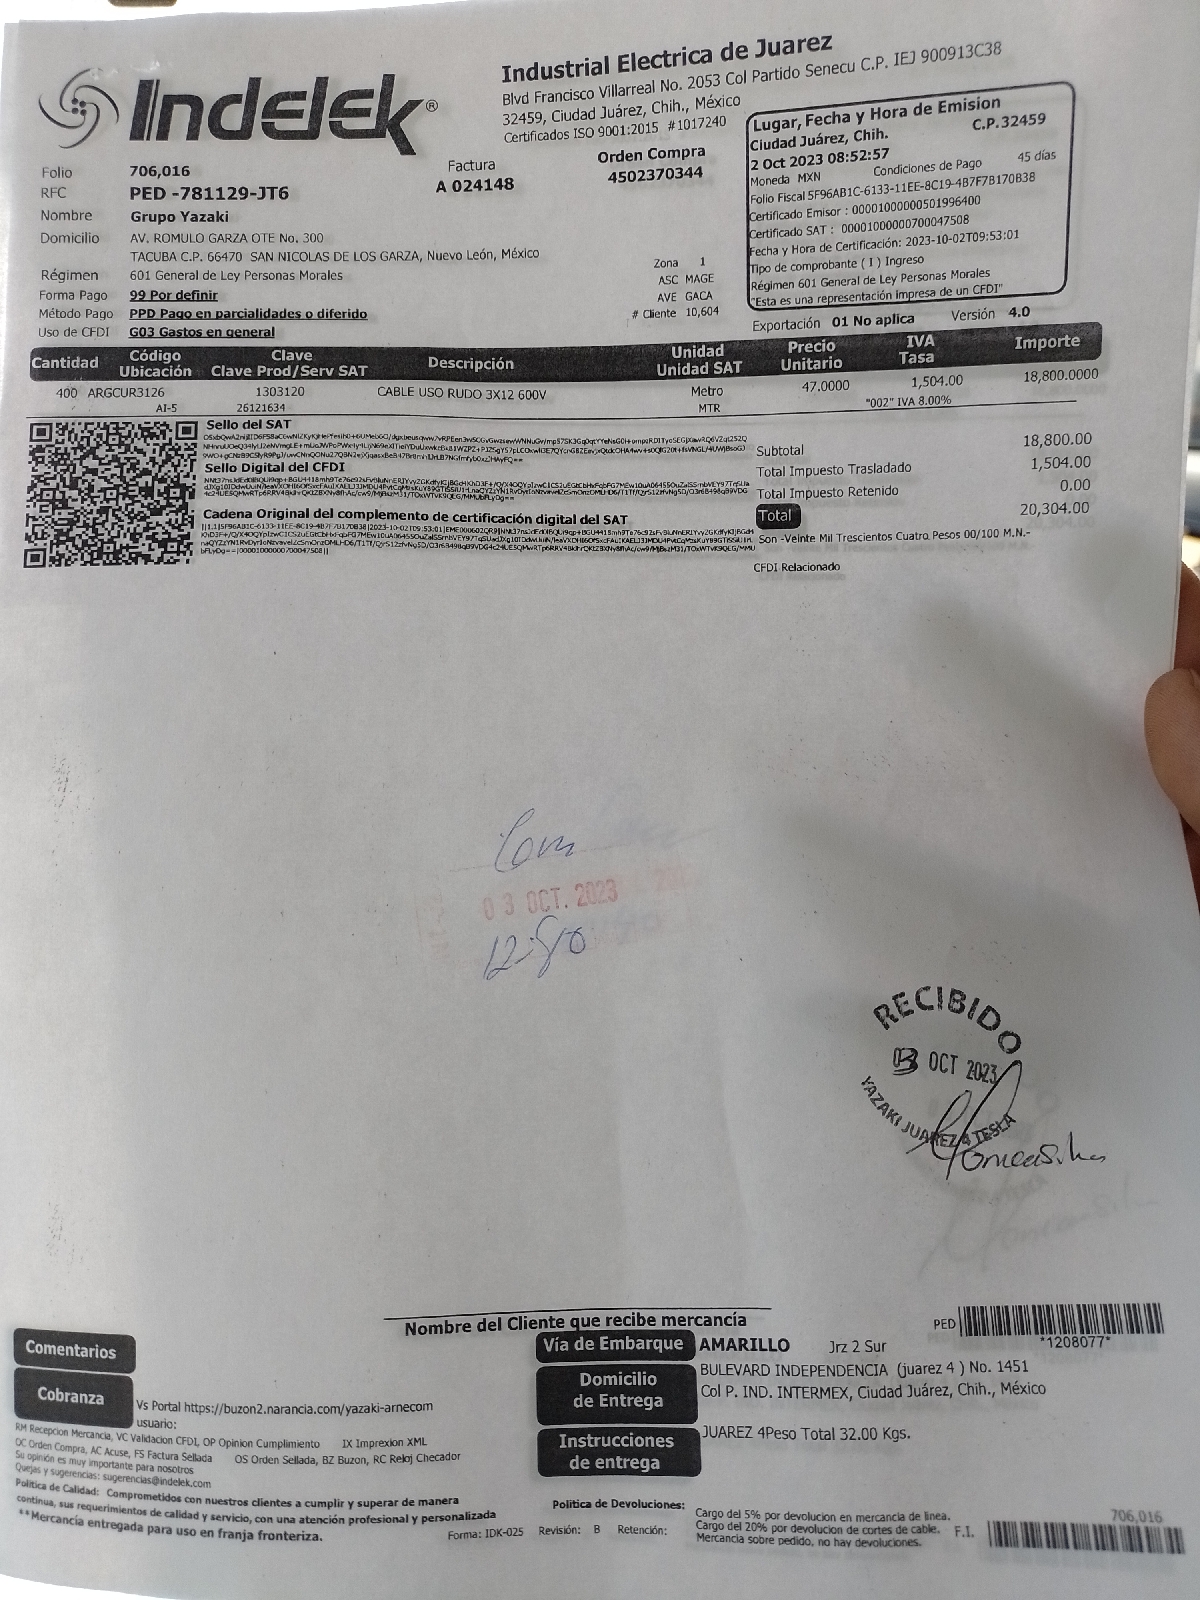 Indelek®
Industrial Electrica de Juarez
Blvd Francisco Villarreal No. 2053 Col Partido Senecu C.P. IEJ 900913C38
32459, Ciudad Juárez, Chih., México
Certificados ISO 9001:2015 #1017240
Lugar, Fecha y Hora de Emision
Ciudad Juárez, Chih. C.P.32459
2 Oct 2023 08:52:57
Moneda MXN Condiciones de Pago 45 días
Folio Fiscal 5F96AB1C-6133-11EE-8C19-4B7F7B170B38
Certificado Emisor : 00001000000501996400
Certificado SAT : 00001000000700047508
Fecha y Hora de Certificación: 2023-10-02T09:53:01
Tipo de comprobante ( I ) Ingreso
Régimen 601 General de Ley Personas Morales
"Esta es una representación impresa de un CFDI"
Exportación 01 No aplica Versión 4.0
Folio 706,016
Factura
A 024148
Orden Compra
4502370344
RFC PED -781129-JT6
Nombre Grupo Yazaki
Domicilio AV. ROMULO GARZA OTE No. 300
TACUBA C.P. 66470 SAN NICOLAS DE LOS GARZA, Nuevo León, México
Régimen 601 General de Ley Personas Morales
Forma Pago 99 Por definir
Método Pago PPD Pago en parcialidades o diferido
Uso de CFDI G03 Gastos en general
Zona 1
ASC MAGE
AVE GACA
# Cliente 10,604
Cantidad Código Ubicación Clave Clave Prod/Serv SAT Descripción Unidad Unidad SAT Precio Unitario IVA Tasa Importe
400 ARGCUR3126 1303120 CABLE USO RUDO 3X12 600V Metro 47.0000 1,504.00 18,800.0000
AI-5 26121634 MTR "002" IVA 8.00%
Sello del SAT
Sello Digital del CFDI
Cadena Original del complemento de certificación digital del SAT
Subtotal 18,800.00
Total Impuesto Trasladado 1,504.00
Total Impuesto Retenido 0.00
Total 20,304.00
Son -Veinte Mil Trescientos Cuatro Pesos 00/100 M.N.-
CFDI Relacionado
03 OCT. 2023
RECIBIDO
03 OCT 2023
YAZAKI JUAREZ 4 TESLA
Nombre del Cliente que recibe mercancía
PED *1208077*
Comentarios
Vía de Embarque AMARILLO Jrz 2 Sur
Domicilio de Entrega
BULEVARD INDEPENDENCIA (juarez 4 ) No. 1451
Col P. IND. INTERMEX, Ciudad Juárez, Chih., México
Cobranza
Vs Portal https://buzon2.narancia.com/yazaki-arnecom
usuario:
Instrucciones de entrega
JUAREZ 4Peso Total 32.00 Kgs.
RM Recepcion Mercancia, VC Validacion CFDI, OP Opinion Cumplimiento IX Imprexion XML
OC Orden Compra, AC Acuse, FS Factura Sellada OS Orden Sellada, BZ Buzon, RC Reloj Checador
Su opinión es muy importante para nosotros
Quejas y sugerencias: sugerencias@indelek.com
Politica de Calidad: Comprometidos con nuestros clientes a cumplir y superar de manera
continua, sus requerimientos de calidad y servicio, con una atención profesional y personalizada
**Mercancía entregada para uso en franja fronteriza.
Forma: IDK-025 Revisión: B Retención:
Politica de Devoluciones:
Cargo del 5% por devolucion en mercancia de linea.
Cargo del 20% por devolucion de cortes de cable.
Mercancia sobre pedido, no hay devoluciones.
706,016
F.I.